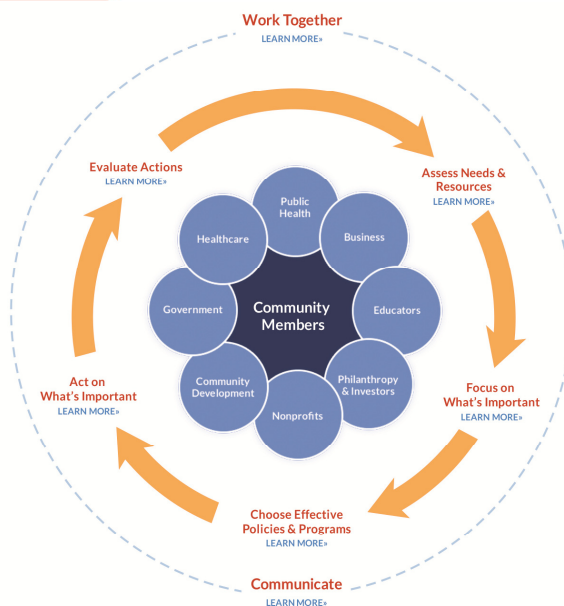 Work Together
LEARN MORE»
Evaluate Actions
LEARN MORE»
Assess Needs &
Resources
LEARN MORE»
Public
Health
Healthcare
Business
Government
Community
Members
Educators
Community
Development
Philanthropy
& Investors
Nonprofits
Act on
What's Important
LEARN MORE»
Focus on
What's Important
LEARN MORE»
Choose Effective
Policies & Programs
LEARN MORE»
Communicate
LEARN MORE»